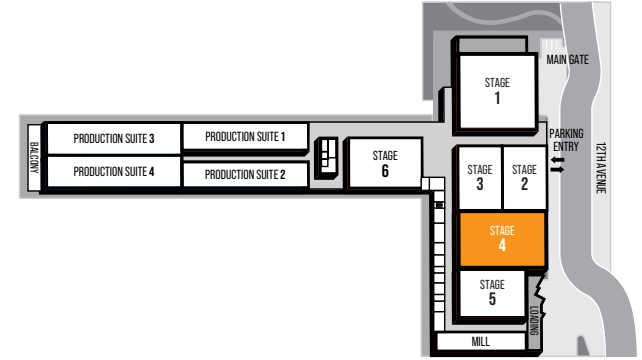 STAGE
1
MAIN GATE
PARKING
ENTRY
12TH AVENUE
BALCONY
PRODUCTION SUITE 3
PRODUCTION SUITE 1
PRODUCTION SUITE 4
PRODUCTION SUITE 2
STAGE
6
STAGE
3
STAGE
2
STAGE
4
STAGE
5
LOADING
MILL